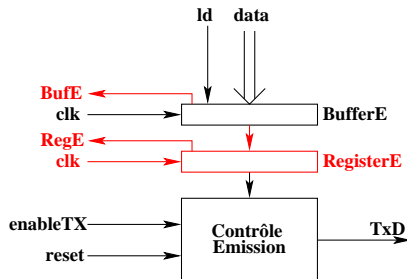 ld data
BufE
clk
BufferE
RegE
clk
RegisterE
enableTX
reset
Contrôle
Emission
TxD